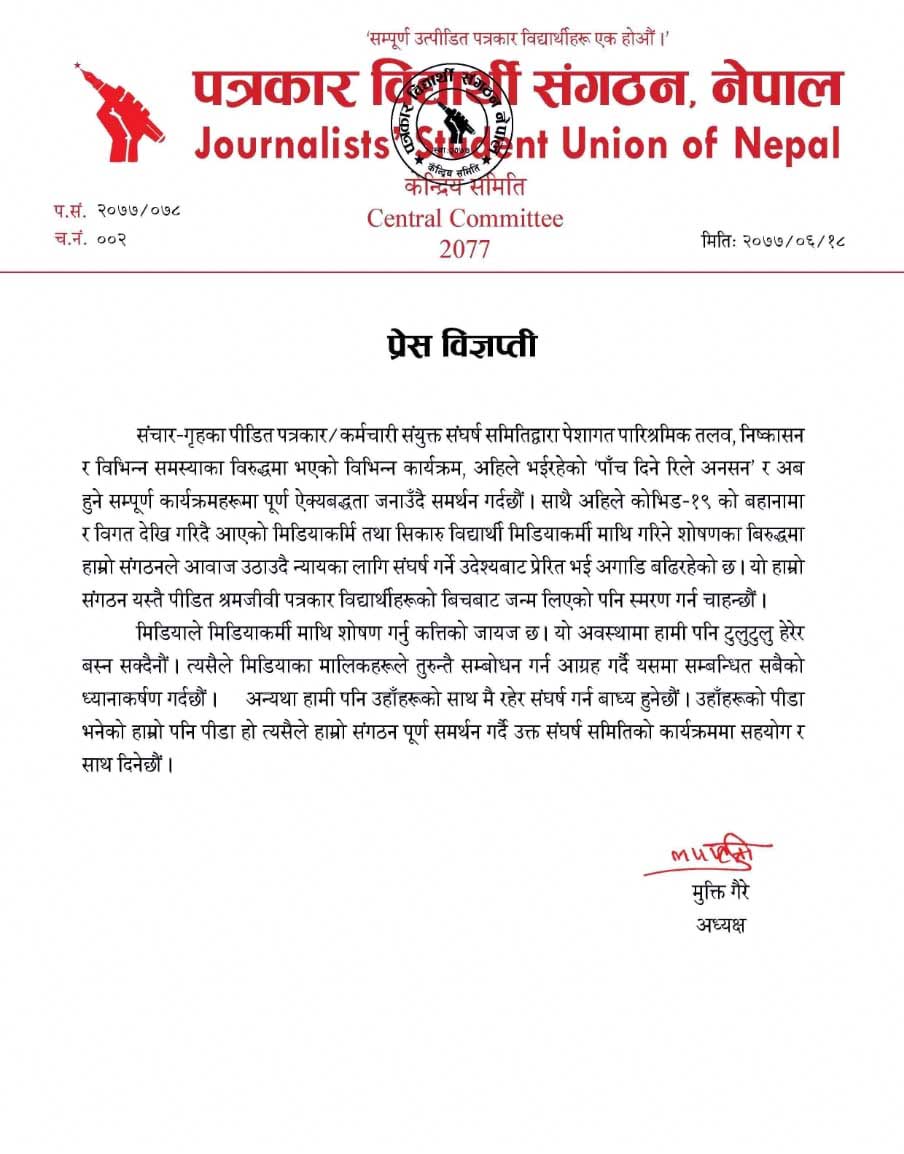 ‘सम्पूर्ण उत्पीडित पत्रकार विद्यार्थीहरू एक होऔं ।’
पत्रकार विद्यार्थी संगठन, नेपाल
Journalists' Student Union of Nepal
पत्रकार विद्यार्थी संगठन नेपाल
केन्द्रिय समिति
केन्द्रिय समिति
Central Committee
2077
प.सं. २०७७/०७८
च.नं. ००२
मितिः २०७७/०६/१८
प्रेस विज्ञप्ती
संचार-गृहका पीडित पत्रकार/कर्मचारी संयुक्त संघर्ष समितिद्वारा पेशागत पारिश्रमिक तलव, निष्कासन
र विभिन्न समस्याका विरुद्धमा भएको विभिन्न कार्यक्रम, अहिले भईरहेको ‘पाँच दिने रिले अनसन’ र अब
हुने सम्पूर्ण कार्यक्रमहरूमा पूर्ण ऐक्यबद्धता जनाउँदै समर्थन गर्दछौं । साथै अहिले कोभिड-१९ को बहानामा
र विगत देखि गरिदै आएको मिडियाकर्मि तथा सिकारु विद्यार्थी मिडियाकर्मी माथि गरिने शोषणका बिरुद्धमा
हाम्रो संगठनले आवाज उठाउदै न्यायका लागि संघर्ष गर्ने उदेश्यबाट प्रेरित भई अगाडि बढिरहेको छ । यो हाम्रो
संगठन यस्तै पीडित श्रमजीवी पत्रकार विद्यार्थीहरूको बिचबाट जन्म लिएको पनि स्मरण गर्न चाहन्छौं ।
मिडियाले मिडियाकर्मी माथि शोषण गर्नु कत्तिको जायज छ । यो अवस्थामा हामी पनि टुलुटुलु हेरेर
बस्न सक्दैनौं । त्यसैले मिडियाका मालिकहरूले तुरुन्तै सम्बोधन गर्न आग्रह गर्दै यसमा सम्बन्धित सबैको
ध्यानाकर्षण गर्दछौं । अन्यथा हामी पनि उहाँहरूको साथ मै रहेर संघर्ष गर्न बाध्य हुनेछौं । उहाँहरूको पीडा
भनेको हाम्रो पनि पीडा हो त्यसैले हाम्रो संगठन पूर्ण समर्थन गर्दै उक्त संघर्ष समितिको कार्यक्रममा सहयोग र
साथ दिनेछौं ।
मुक्ति गैरे
अध्यक्ष